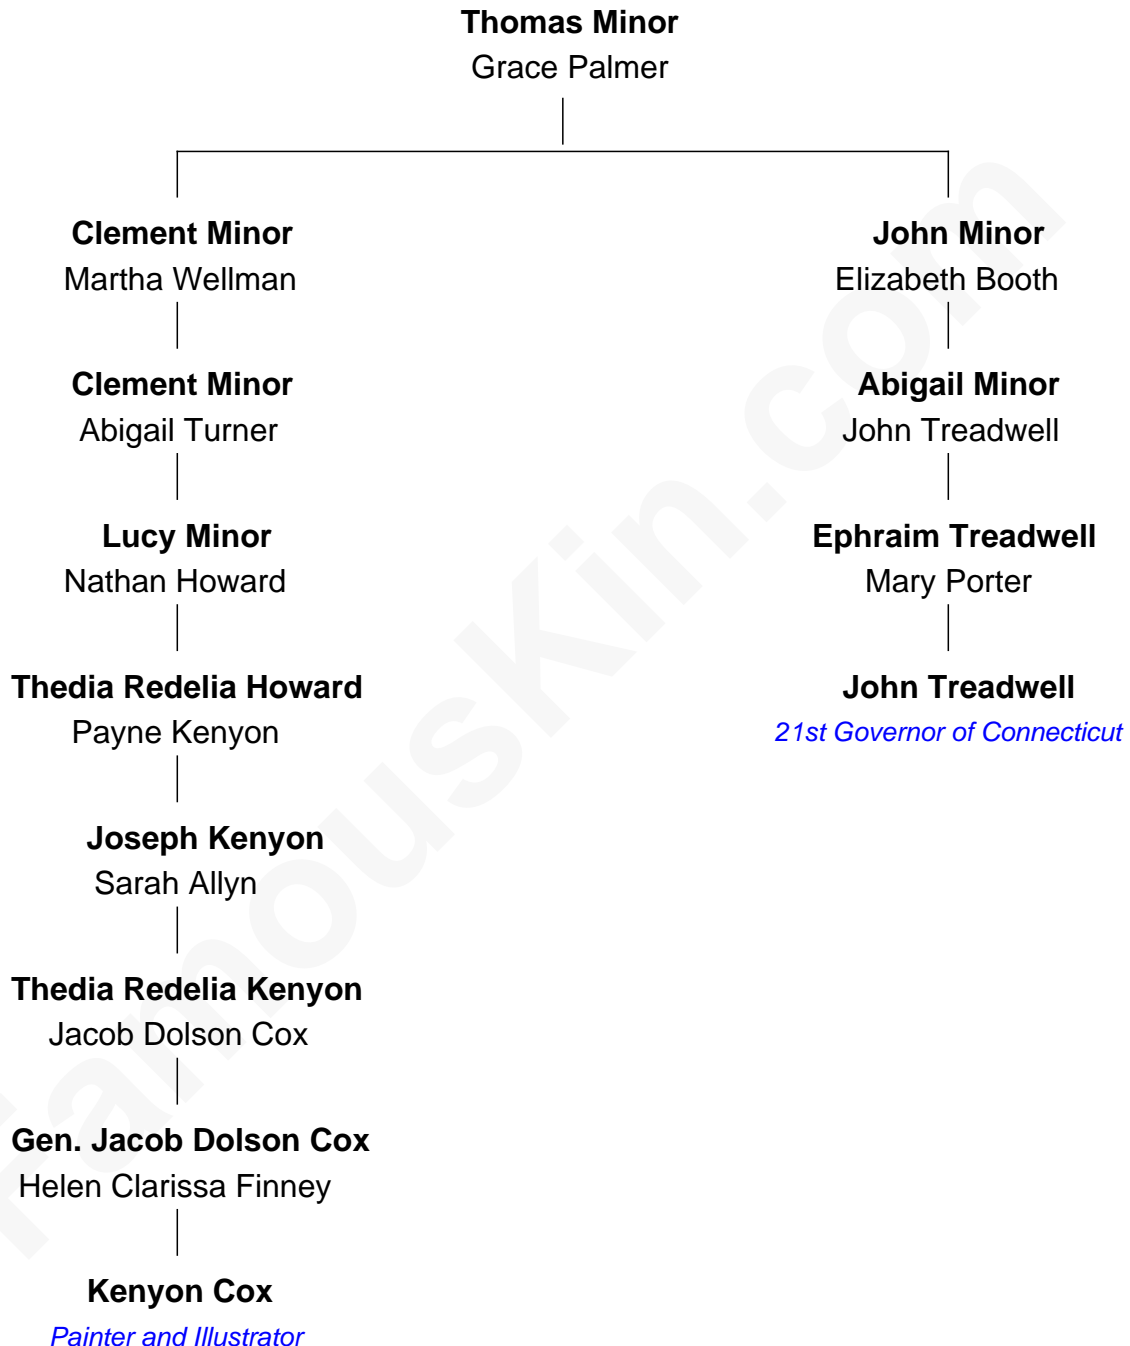 Thomas Minor
Grace Palmer
Clement Minor
Martha Wellman
John Minor
Elizabeth Booth
Clement Minor
Abigail Turner
Abigail Minor
John Treadwell
Lucy Minor
Nathan Howard
Ephraim Treadwell
Mary Porter
Thedia Redelia Howard
Payne Kenyon
John Treadwell
21st Governor of Connecticut
Joseph Kenyon
Sarah Allyn
Thedia Redelia Kenyon
Jacob Dolson Cox
Gen. Jacob Dolson Cox
Helen Clarissa Finney
Kenyon Cox
Painter and Illustrator
FamousKin.com